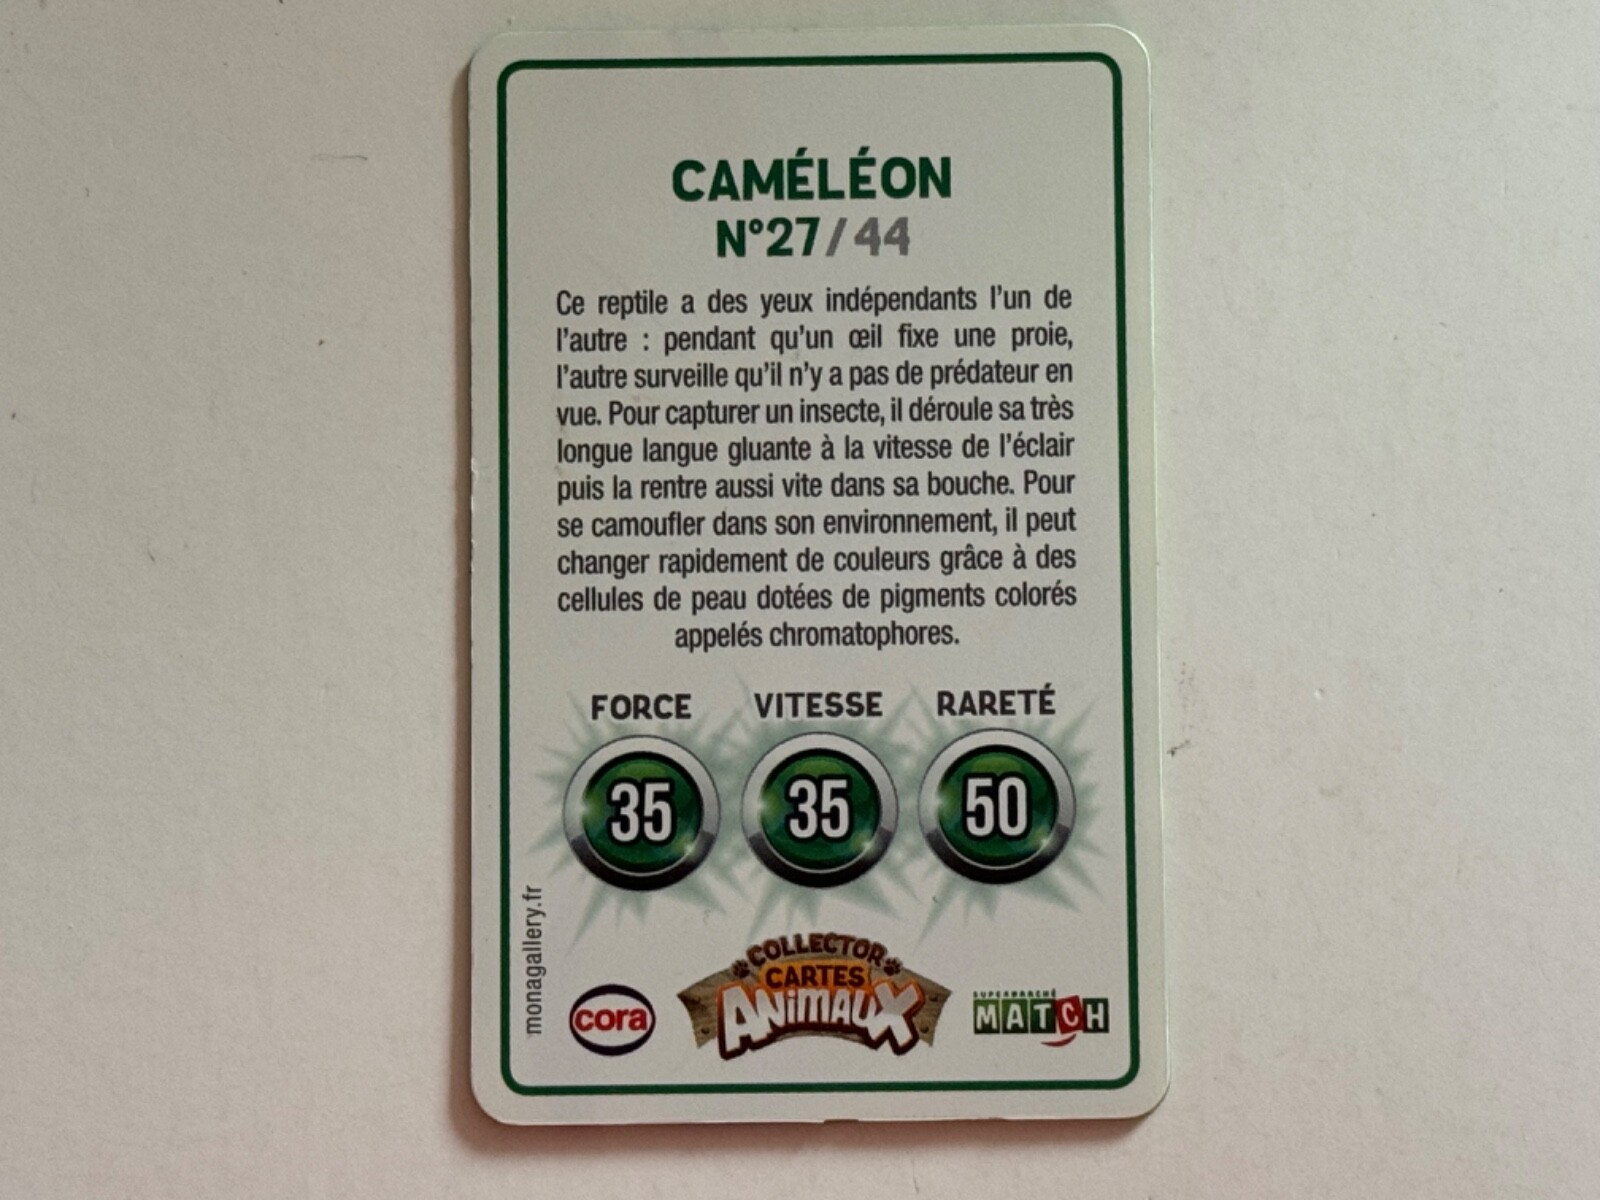 CAMÉLÉON
N°27/44
Ce reptile a des yeux indépendants l'un de
l'autre : pendant qu'un œil fixe une proie,
l'autre surveille qu'il n'y a pas de prédateur en
vue. Pour capturer un insecte, il déroule sa très
longue langue gluante à la vitesse de l'éclair
puis la rentre aussi vite dans sa bouche. Pour
se camoufler dans son environnement, il peut
changer rapidement de couleurs grâce à des
cellules de peau dotées de pigments colorés
appelés chromatophores.
FORCE VITESSE RARETÉ
35 35 50
monagallery.fr
cora
COLLECTOR
CARTES
ANIMAUX
SUPERMARCHÉ
MATCH